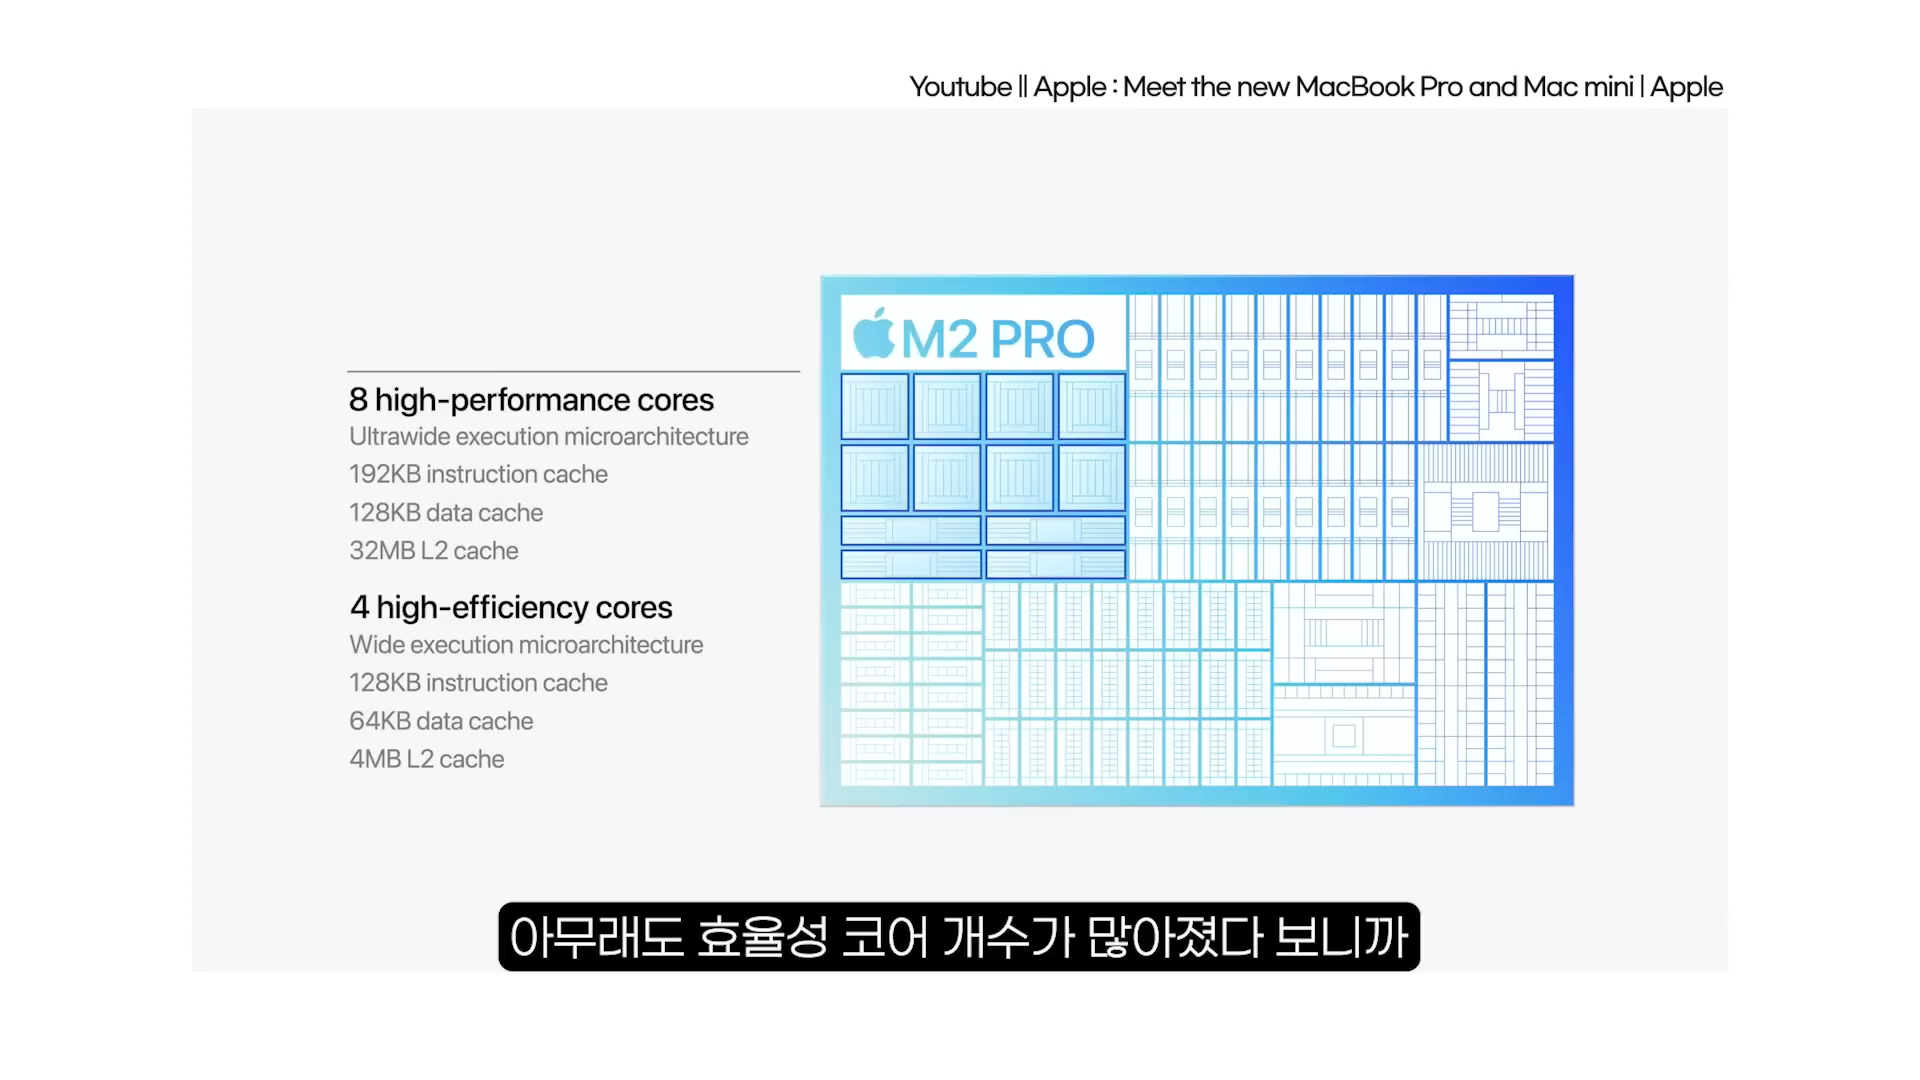 Youtube || Apple : Meet the new MacBook Pro and Mac mini | Apple
M2 PRO
8 high-performance cores
Ultrawide execution microarchitecture
192KB instruction cache
128KB data cache
32MB L2 cache
4 high-efficiency cores
Wide execution microarchitecture
128KB instruction cache
64KB data cache
4MB L2 cache
아무래도 효율성 코어 개수가 많아졌다 보니까